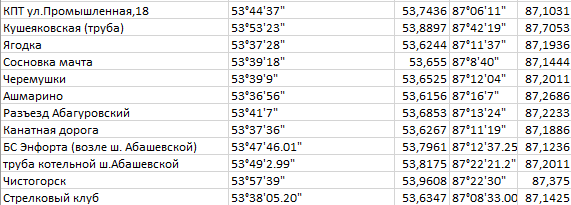 КПТ ул.Промышленная,18 53°44'37" 53,7436 87°06'11" 87,1031
Кушеяковская (труба) 53°53'23" 53,8897 87°42'19" 87,7053
Ягодка 53°37'28" 53,6244 87°11'37" 87,1936
Сосновка мачта 53°39'18" 53,655 87°8'40" 87,1444
Черемушки 53°39'9" 53,6525 87°12'04" 87,2011
Ашмарино 53°36'56" 53,6156 87°16'7" 87,2686
Разъезд Абагуровский 53°41'7" 53,6853 87°13'24" 87,2233
Канатная дорога 53°37'36" 53,6267 87°11'19" 87,1886
БС Энфорта (возле ш. Абашевской) 53°47'46.01" 53,7961 87°12'37.25 87,1236
труба котельной ш.Абашевской 53°49'2.99" 53,8175 87°22'21.2" 87,2011
Чистогорск 53°57'39" 53,9608 87°22'30" 87,375
Стрелковый клуб 53°38'05.20" 53,6347 87°08'33.00 87,1425